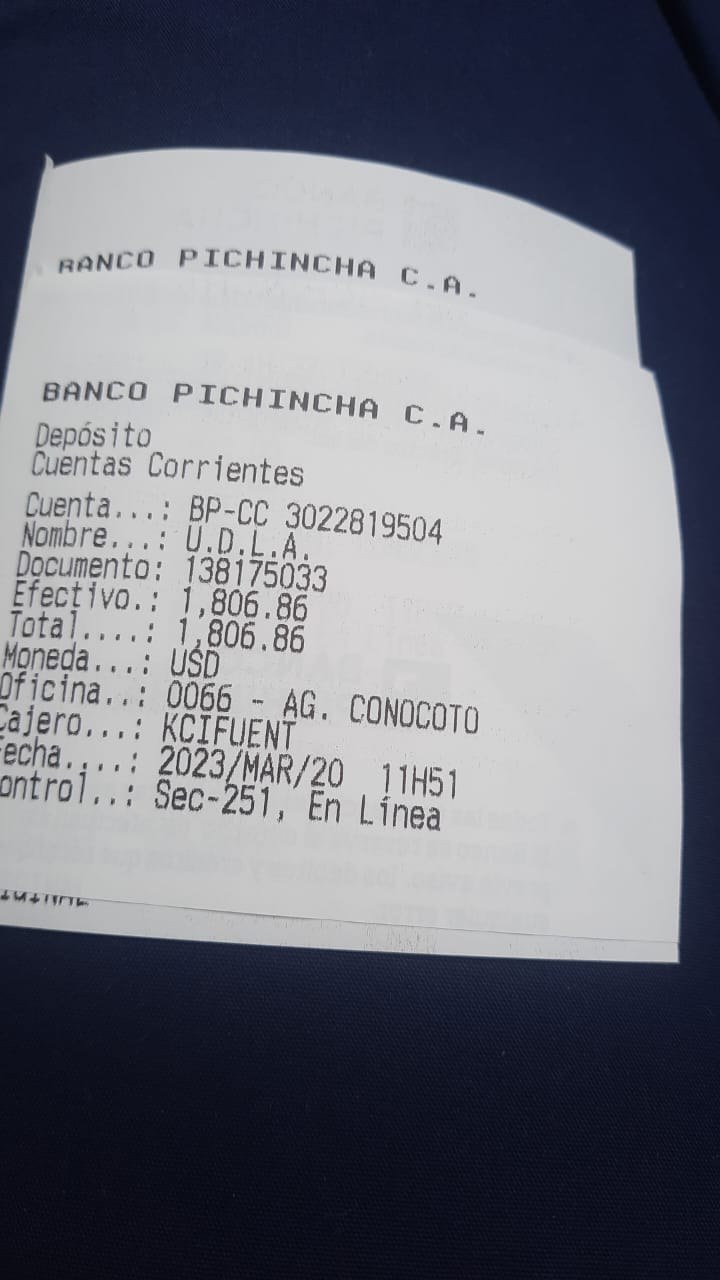 BANCO PICHINCHA C.A.
BANCO PICHINCHA C.A.
Depósito
Cuentas Corrientes
Cuenta...: BP-CC 3022819504
Nombre...: U.D.L.A.
Documento: 138175033
Efectivo.: 1,806.86
Total....: 1,806.86
Moneda...: USD
Oficina..: 0066 - AG. CONOCOTO
Cajero...: KCIFUENT
echa....: 2023/MAR/20 11H51
ontrol..: Sec-251, En Línea